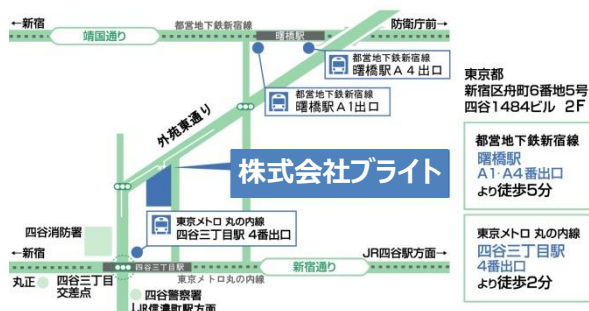 ←新宿
都営地下鉄新宿線
防衛庁前→
靖国通り
曙橋駅
都営地下鉄新宿線
曙橋駅A4出口
都営地下鉄新宿線
曙橋駅A1出口
外苑東通り
株式会社ブライト
東京メトロ 丸の内線
四谷三丁目駅 4番出口
四谷消防署
←新宿
四谷三丁目駅
新宿通り
JR四谷駅方面→
丸正
四谷三丁目
交差点
東京メトロ丸の内線
四谷警察署
↓JR信濃町駅方面
東京都
新宿区舟町6番地5号
四谷1484ビル 2F
都営地下鉄新宿線
曙橋駅
A1・A4番出口
より徒歩5分
東京メトロ 丸の内線
四谷三丁目駅
4番出口
より徒歩2分